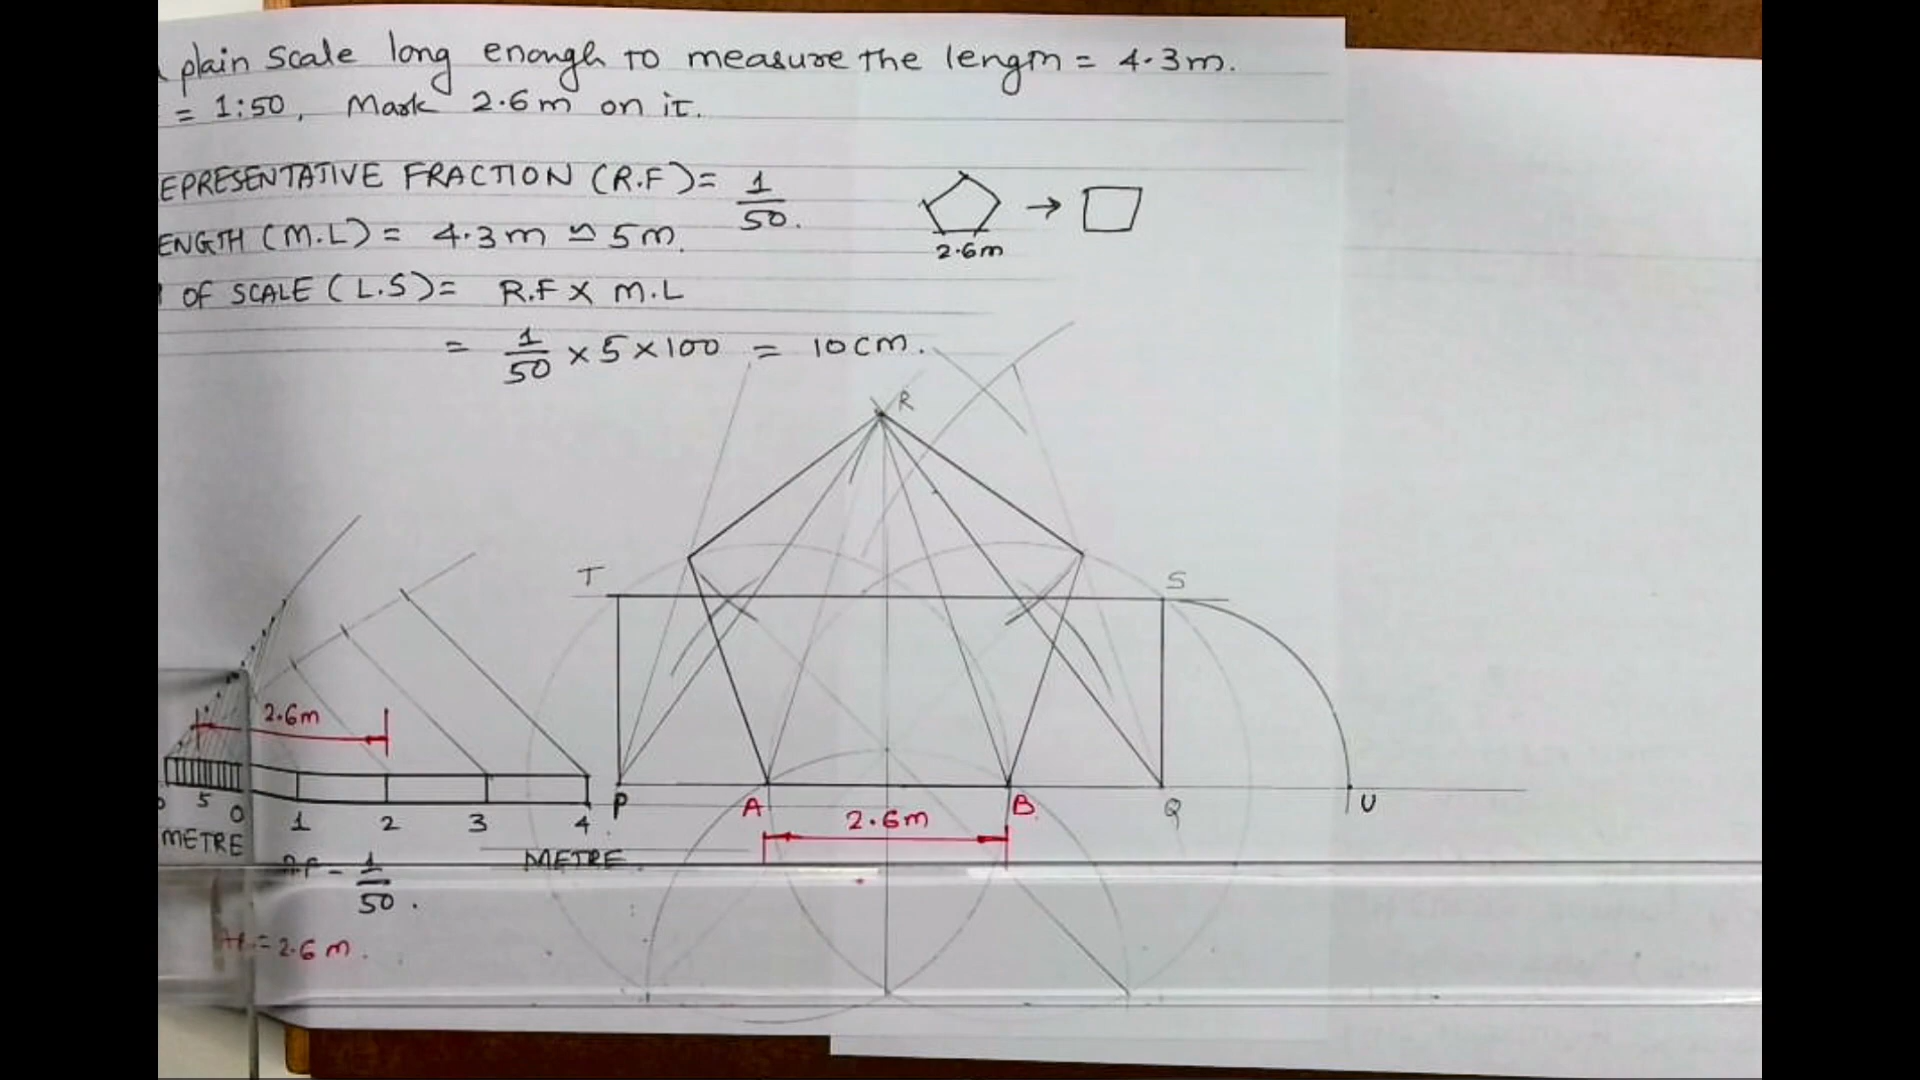 plain scale long enough to measure the length = 4.3m.
= 1:50, Mark 2.6m on it.
EPRESENTATIVE FRACTION (R.F) = 1/50.
ENGTH (M.L) = 4.3m ≌ 5m.
2.6m
OF SCALE (L.S) = R.F X M.L
= 1/50 × 5 × 100 = 10cm.
R
T S
2.6m
P A B Q U
5 0 1 2 3 4
2.6m
METRE METRE.
RF = 1/50.
= 2.6m.